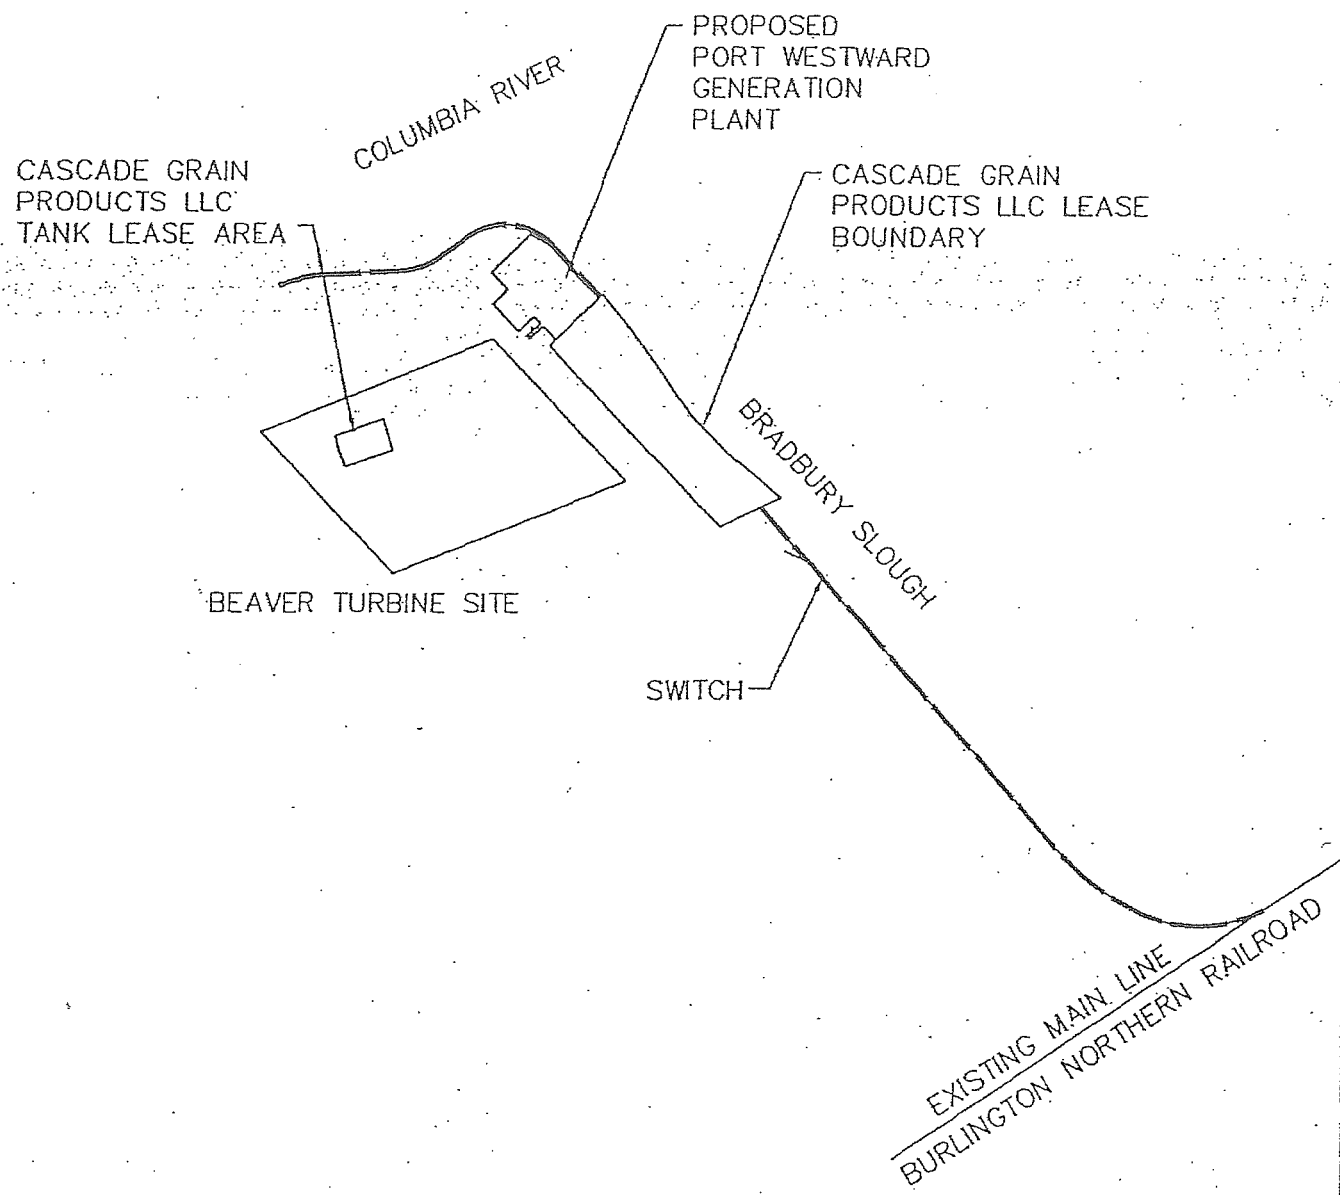 PROPOSED
PORT WESTWARD
GENERATION
PLANT
COLUMBIA RIVER
CASCADE GRAIN
PRODUCTS LLC
TANK LEASE AREA
CASCADE GRAIN
PRODUCTS LLC LEASE
BOUNDARY
BRADBURY SLOUGH
BEAVER TURBINE SITE
SWITCH
EXISTING MAIN LINE
BURLINGTON NORTHERN RAILROAD